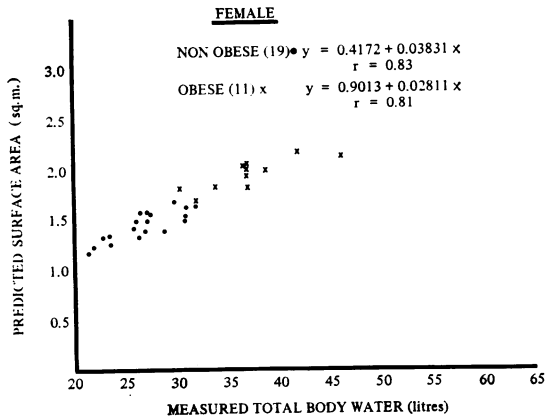 FEMALE
NON OBESE (19)● y = 0.4172 + 0.03831 x
r = 0.83
OBESE (11) x y = 0.9013 + 0.02811 x
r = 0.81
PREDICTED SURFACE AREA (sq.m.)
3.0
2.5
2.0
1.5
1.0
0.5
20 25 30 35 40 45 50 55 60 65
MEASURED TOTAL BODY WATER (litres)